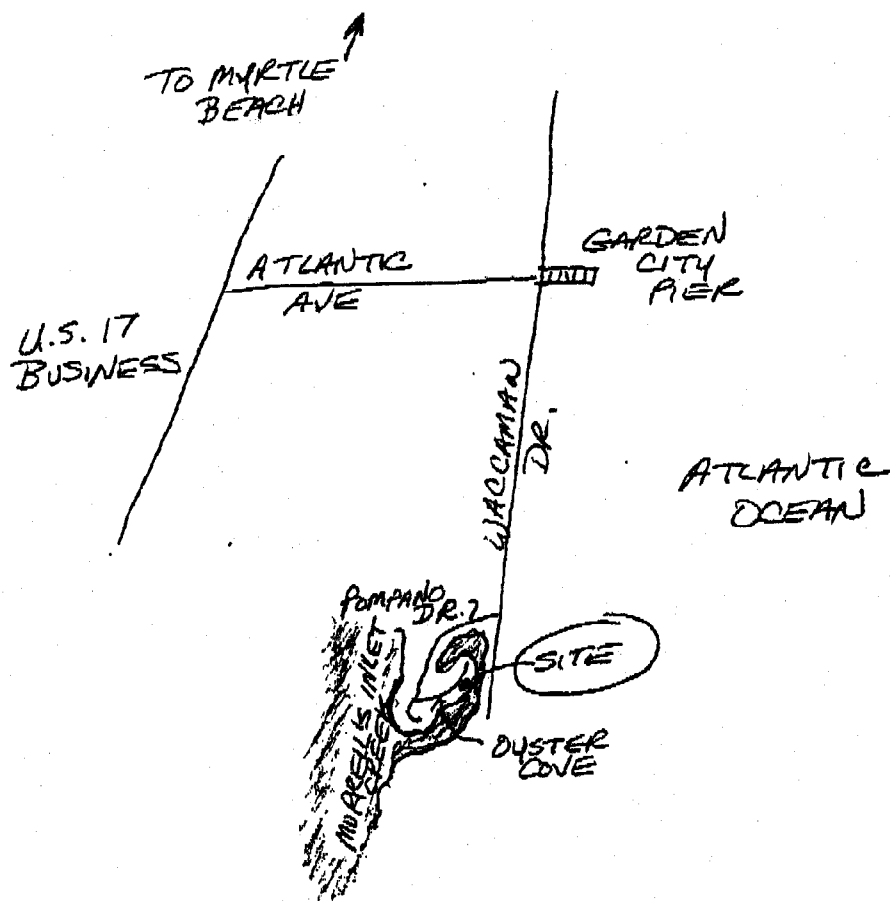 TO MYRTLE
BEACH
ATLANTIC
AVE
GARDEN
CITY
PIER
U.S. 17
BUSINESS
WACCAMAW
DR.
ATLANTIC
OCEAN
POMPANO
DR.
SITE
MURRELLS INLET
CREEK
OYSTER
COVE